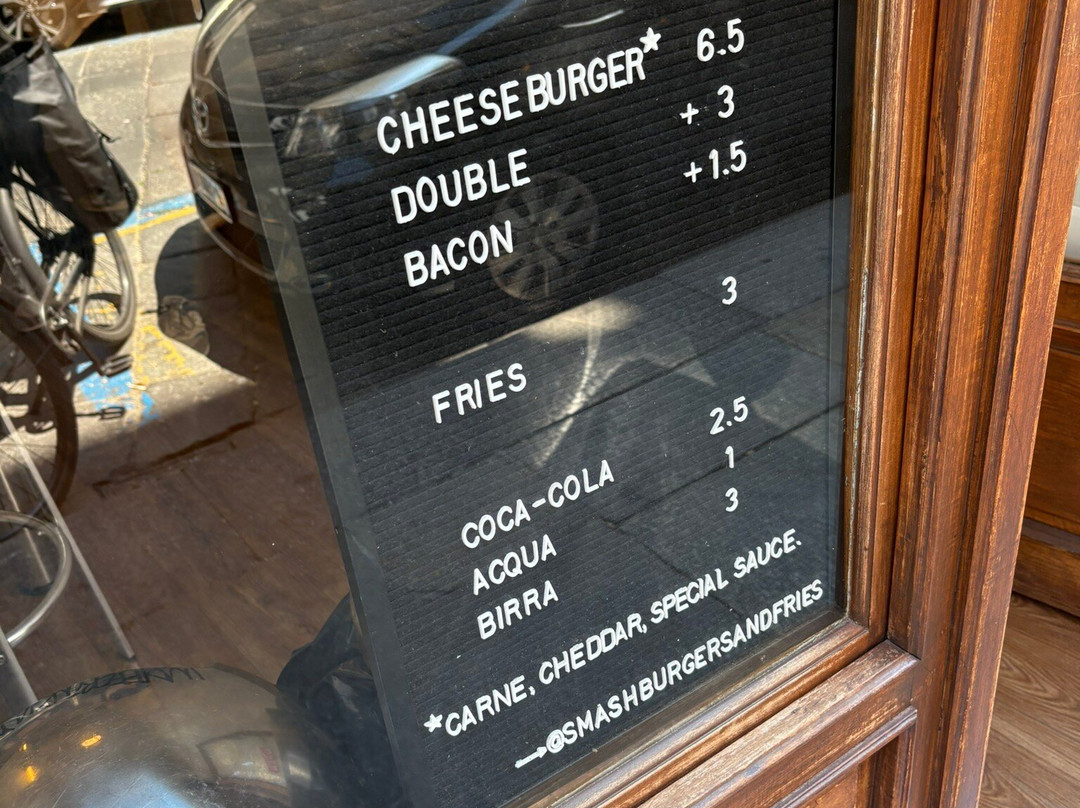 CHEESEBURGER* 6.5
DOUBLE + 3
BACON +1.5
FRIES 3
COCA-COLA 2.5
ACQUA 1
BIRRA 3
*CARNE, CHEDDAR, SPECIAL SAUCE.
→@SMASHBURGERSANDFRIES